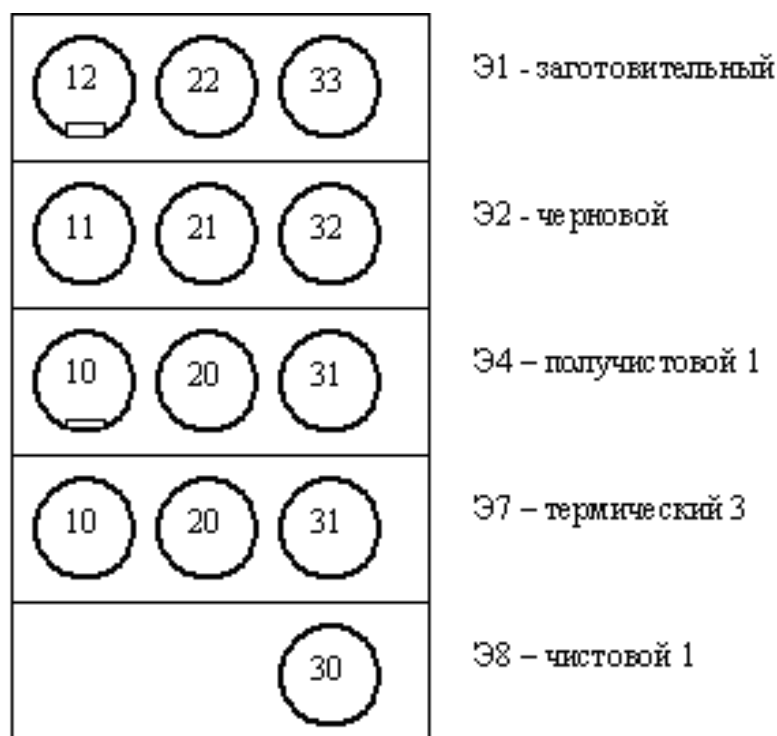 12 22 33 Э1 - заготовительный
11 21 32 Э2 - черновой
10 20 31 Э4 – получистовой 1
10 20 31 Э7 – термический 3
30 Э8 – чистовой 1